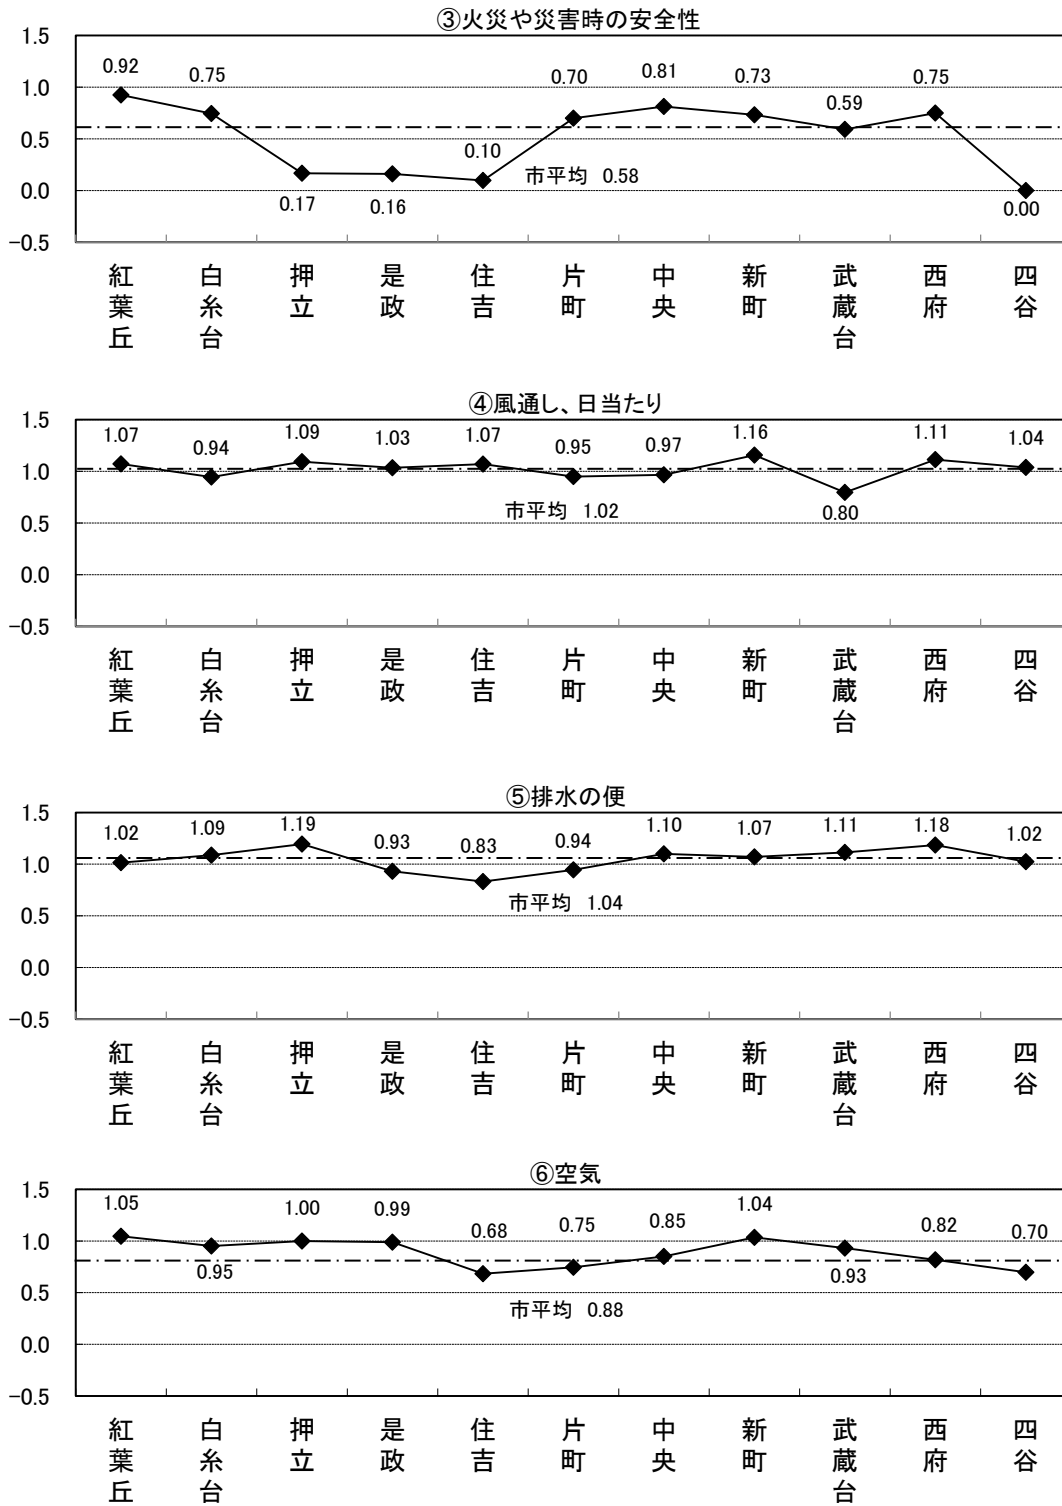 ③火災や災害時の安全性
1.5
1.0
0.5
0.0
−0.5
0.92 0.75 0.17 0.16 0.10 0.70 0.81 0.73 0.59 0.75 0.00
市平均 0.58
紅葉丘 白糸台 押立 是政 住吉 片町 中央 新町 武蔵台 西府 四谷
④風通し、日当たり
1.5
1.0
0.5
0.0
−0.5
1.07 0.94 1.09 1.03 1.07 0.95 0.97 1.16 0.80 1.11 1.04
市平均 1.02
紅葉丘 白糸台 押立 是政 住吉 片町 中央 新町 武蔵台 西府 四谷
⑤排水の便
1.5
1.0
0.5
0.0
−0.5
1.02 1.09 1.19 0.93 0.83 0.94 1.10 1.07 1.11 1.18 1.02
市平均 1.04
紅葉丘 白糸台 押立 是政 住吉 片町 中央 新町 武蔵台 西府 四谷
⑥空気
1.5
1.0
0.5
0.0
−0.5
1.05 0.95 1.00 0.99 0.68 0.75 0.85 1.04 0.93 0.82 0.70
市平均 0.88
紅葉丘 白糸台 押立 是政 住吉 片町 中央 新町 武蔵台 西府 四谷